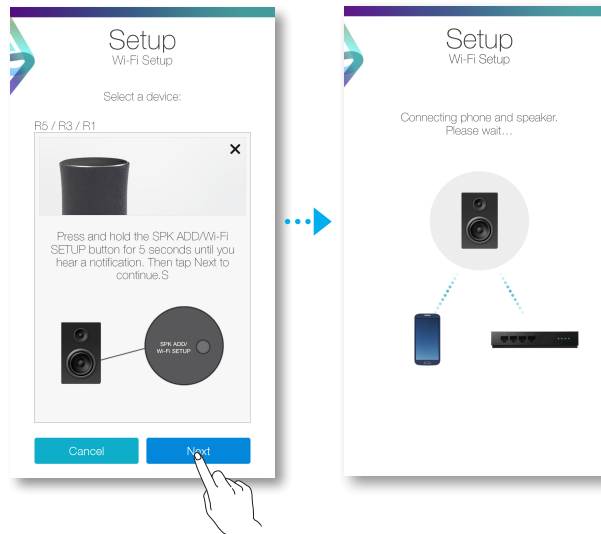 Setup
Wi-Fi Setup
Select a device:
R5 / R3 / R1
Press and hold the SPK ADD/Wi-Fi
SETUP button for 5 seconds until you
hear a notification. Then tap Next to
continue.S
SPK ADD/
Wi-Fi SETUP
Cancel
Next
Setup
Wi-Fi Setup
Connecting phone and speaker.
Please wait…